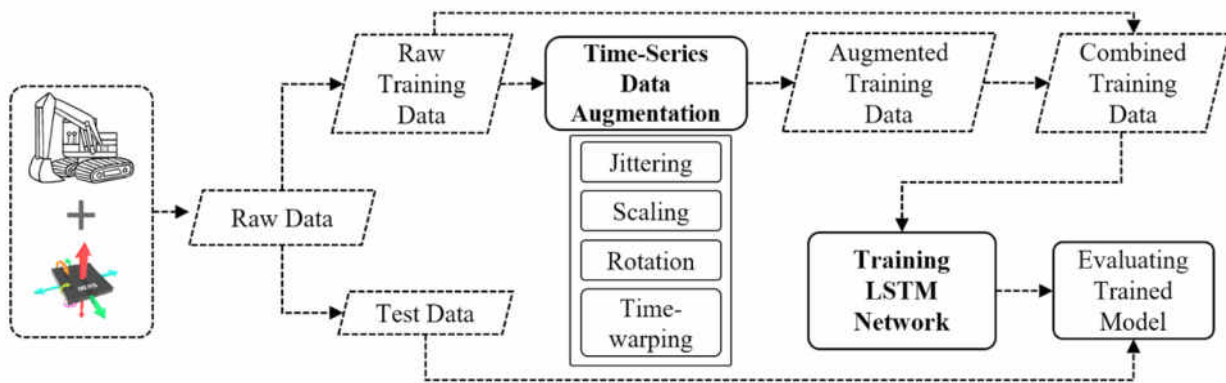 Raw
Training
Data
Time-Series
Data
Augmentation
Augmented
Training
Data
Combined
Training
Data
Jittering
Scaling
Rotation
Time-
warping
Raw Data
Test Data
Training
LSTM
Network
Evaluating
Trained
Model